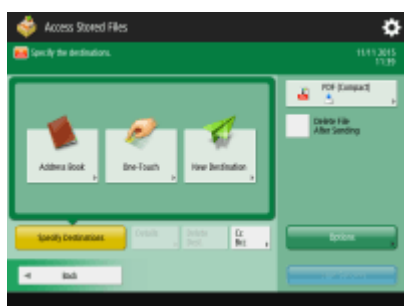 Access Stored Files
Specify the destinations.
11/11 2015
11:39
PDF (Compact)
Delete File
After Sending
Address Book
One-Touch
New Destination
Specify Destinations
Details
Delete
Dest.
Cc
Bcc
Options
Back